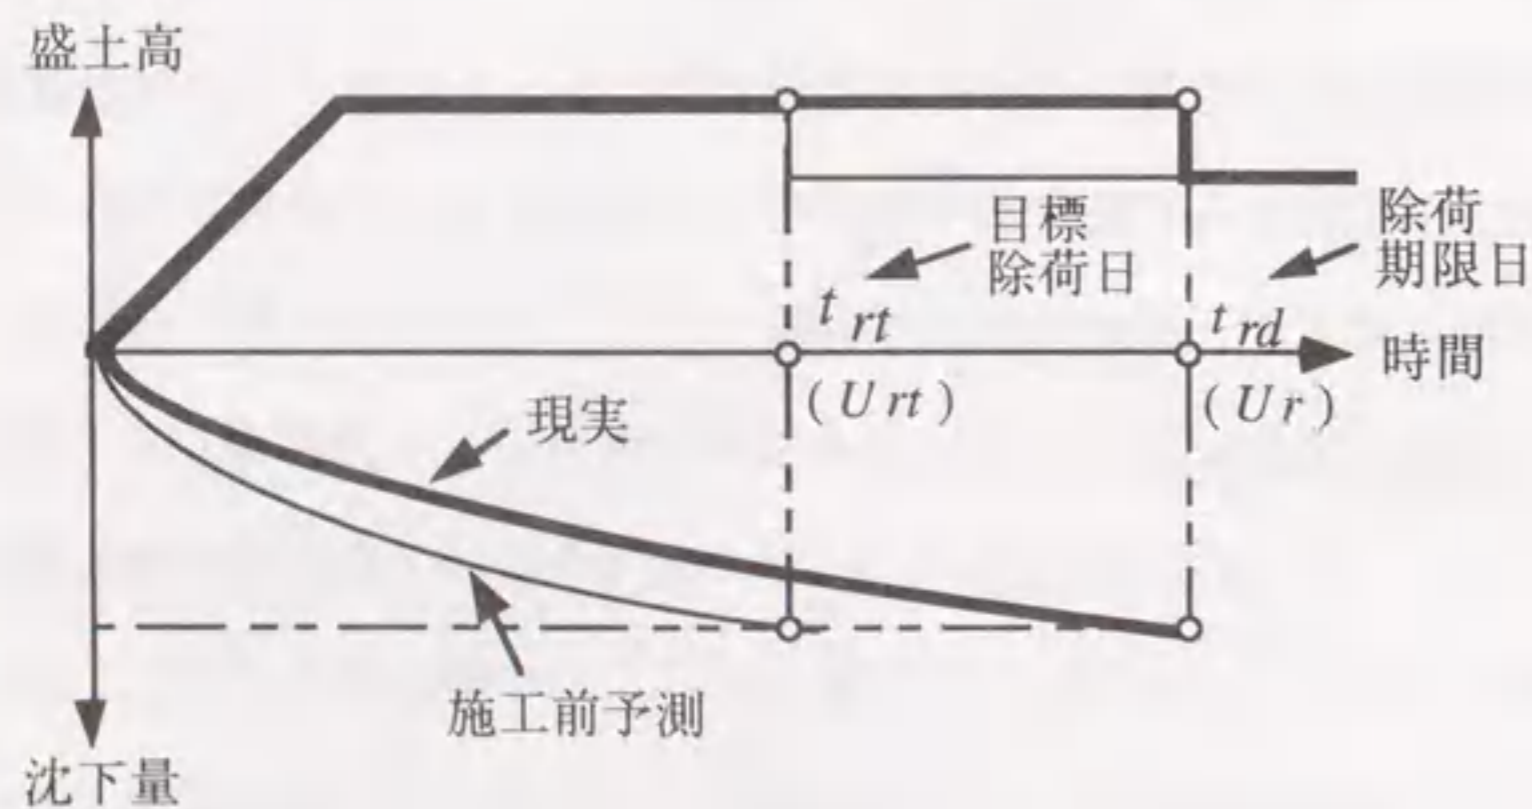 盛土高
目標
除荷日
除荷
期限日
t rt
t rd
時間
(U rt)
(U r)
現実
施工前予測
沈下量